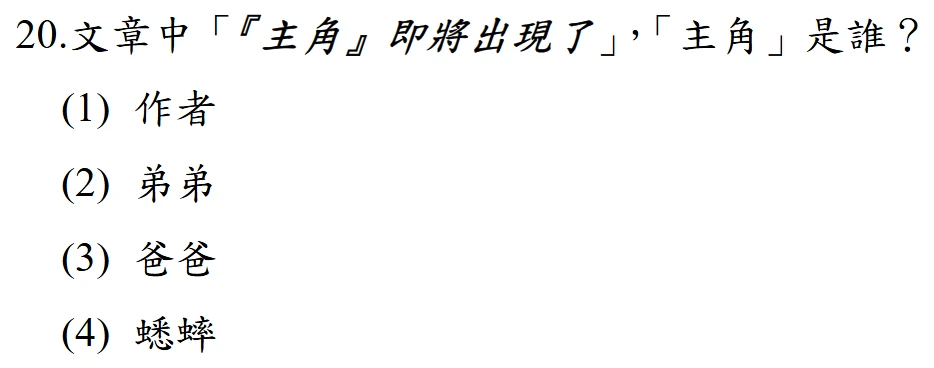 20.文章中「『主角』即將出現了」，「主角」是誰？
(1) 作者
(2) 弟弟
(3) 爸爸
(4) 蟋蟀